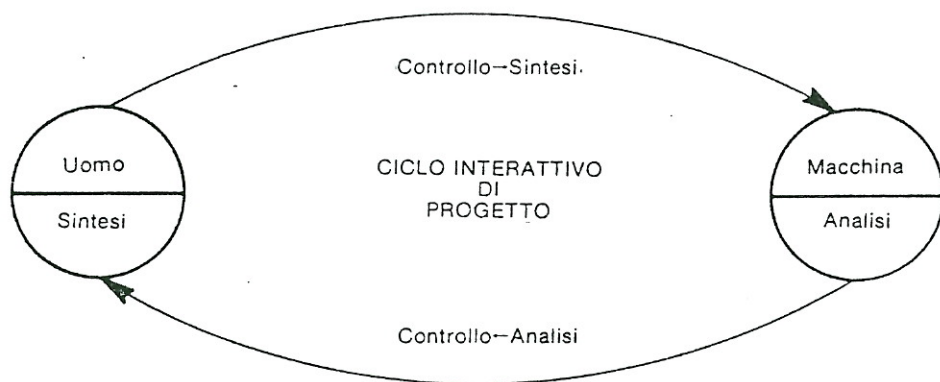 Controllo—Sintesi
Uomo
Sintesi
CICLO INTERATTIVO
DI
PROGETTO
Macchina
Analisi
Controllo—Analisi